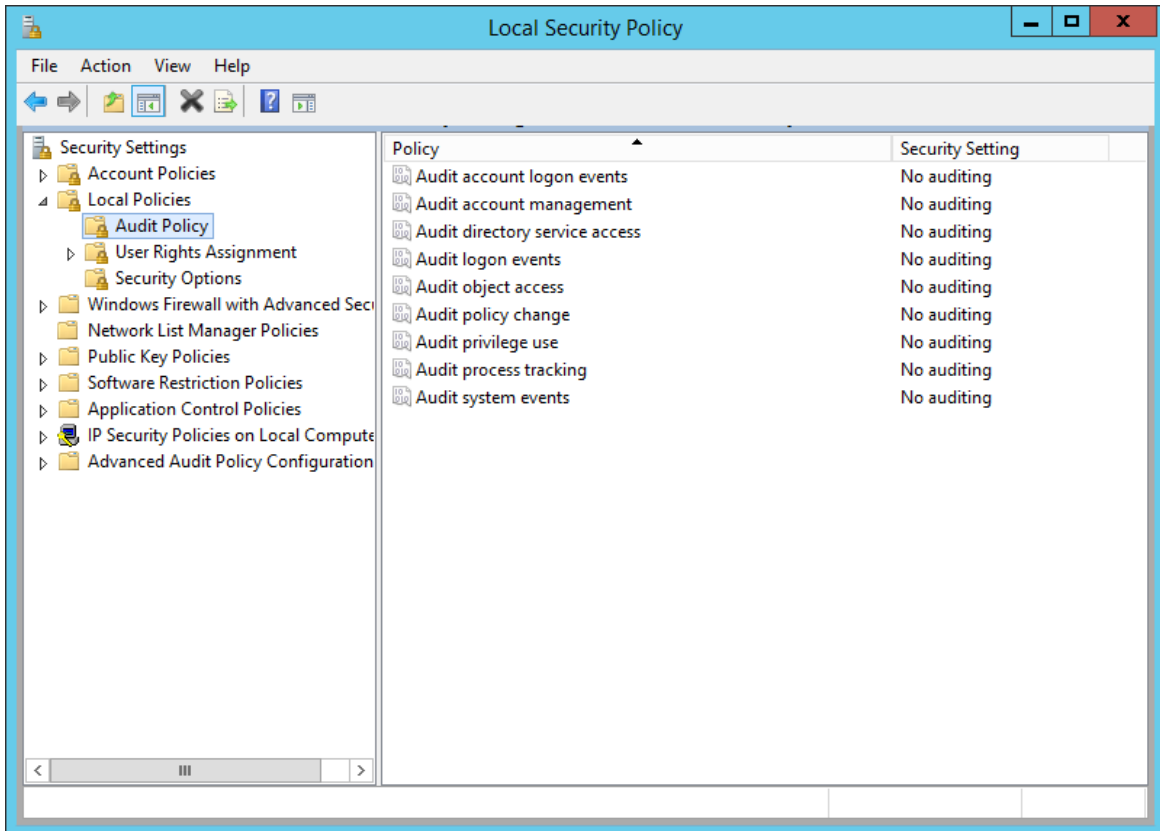 Local Security Policy
File Action View Help
Security Settings
Account Policies
Local Policies
Audit Policy
User Rights Assignment
Security Options
Windows Firewall with Advanced Secu
Network List Manager Policies
Public Key Policies
Software Restriction Policies
Application Control Policies
IP Security Policies on Local Compute
Advanced Audit Policy Configuration
Policy Security Setting
Audit account logon events No auditing
Audit account management No auditing
Audit directory service access No auditing
Audit logon events No auditing
Audit object access No auditing
Audit policy change No auditing
Audit privilege use No auditing
Audit process tracking No auditing
Audit system events No auditing